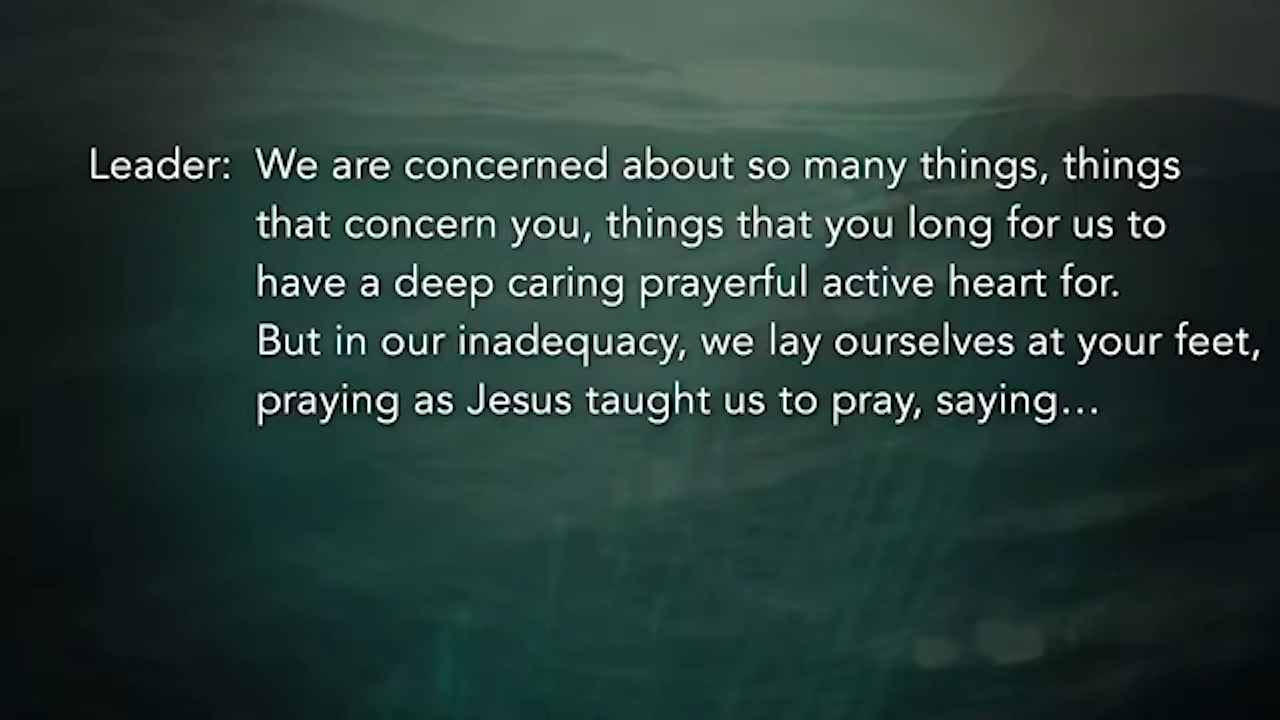 Leader: We are concerned about so many things, things
that concern you, things that you long for us to
have a deep caring prayerful active heart for.
But in our inadequacy, we lay ourselves at your feet,
praying as Jesus taught us to pray, saying…